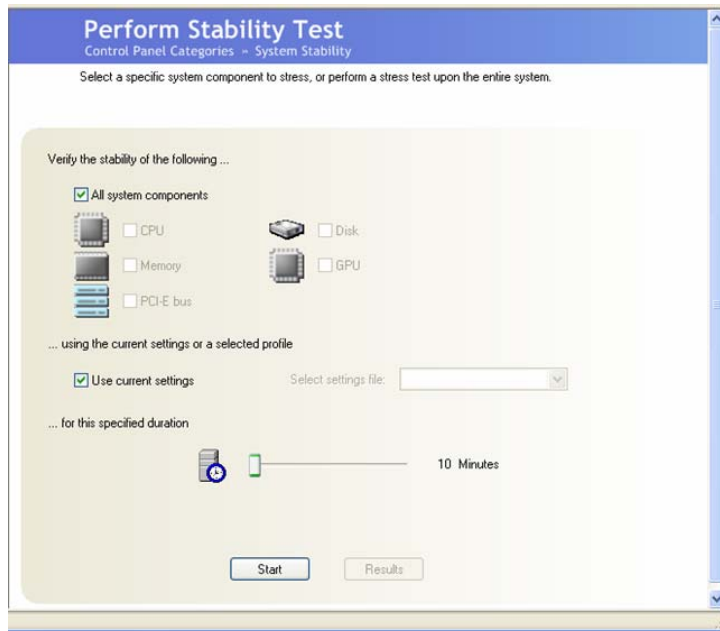 Perform Stability Test
Control Panel Categories » System Stability
Select a specific system component to stress, or perform a stress test upon the entire system.
Verify the stability of the following ...
All system components
CPU
Disk
Memory
GPU
PCI-E bus
... using the current settings or a selected profile
Use current settings
Select settings file:
... for this specified duration
10 Minutes
Start
Results